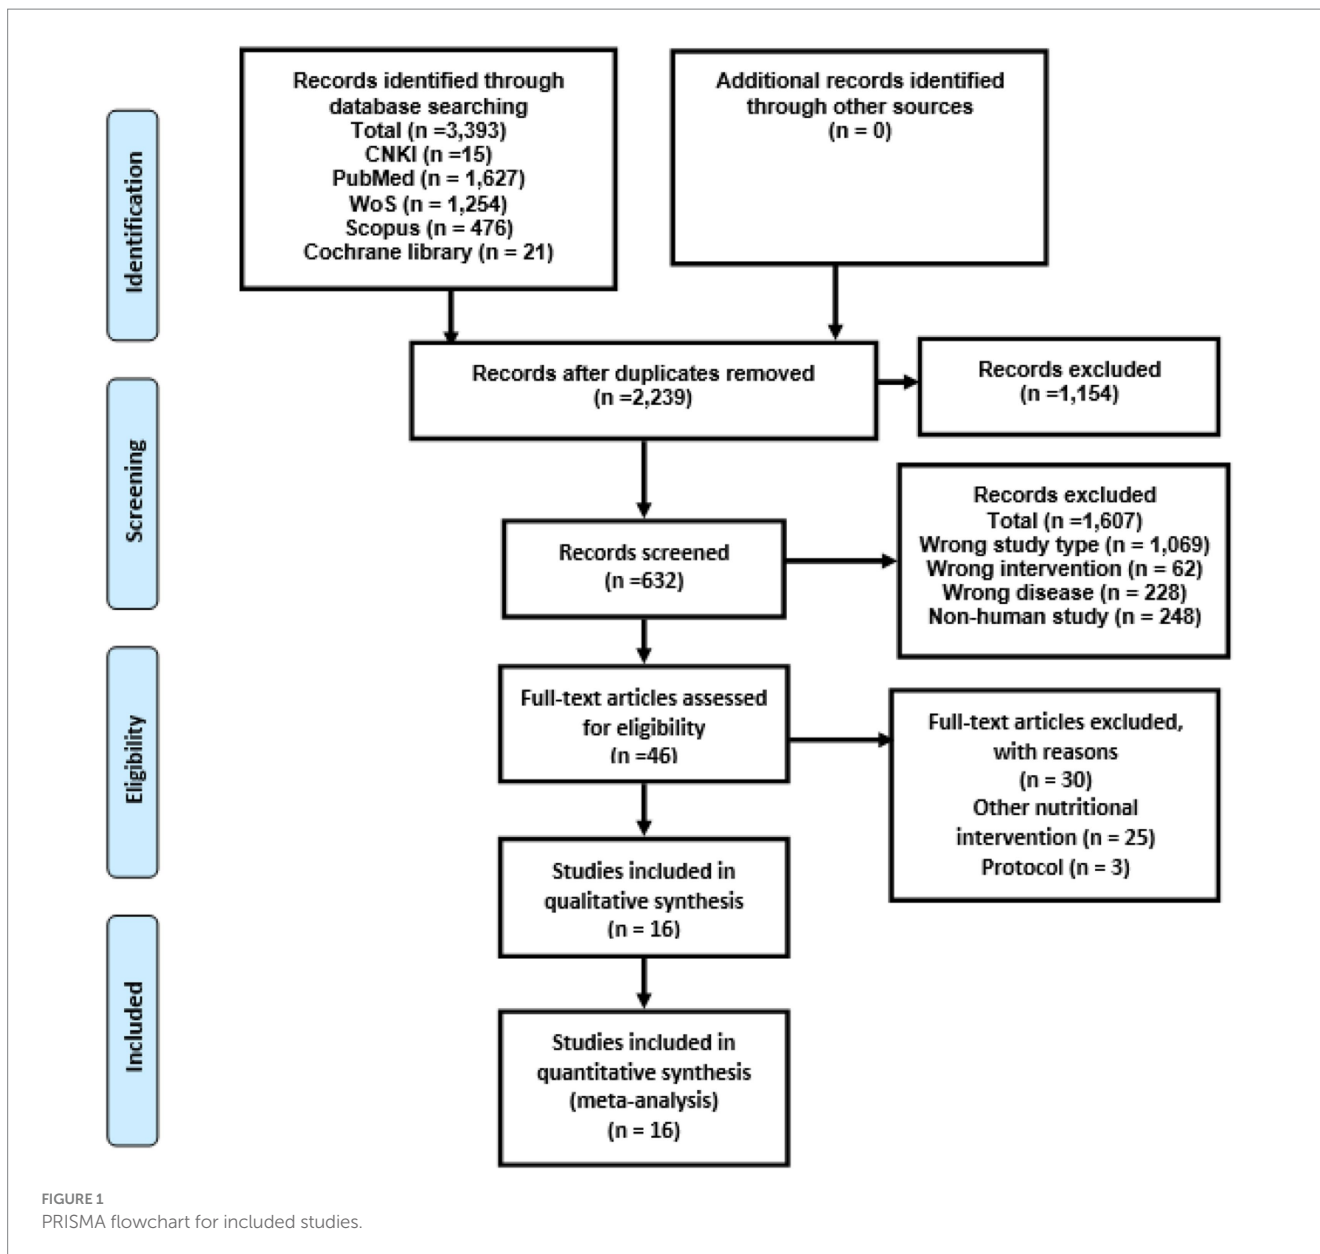 Records identified through
database searching
Total (n =3,393)
CNKI (n =15)
PubMed (n = 1,627)
WoS (n = 1,254)
Scopus (n = 476)
Cochrane library (n = 21)
Additional records identified
through other sources
(n = 0)
Identification
Records after duplicates removed
(n =2,239)
Records excluded
(n =1,154)
Screening
Records screened
(n =632)
Records excluded
Total (n =1,607)
Wrong study type (n = 1,069)
Wrong intervention (n = 62)
Wrong disease (n = 228)
Non-human study (n = 248)
Eligibility
Full-text articles assessed
for eligibility
(n =46)
Full-text articles excluded,
with reasons
(n = 30)
Other nutritional
intervention (n = 25)
Protocol (n = 3)
Studies included in
qualitative synthesis
(n = 16)
Included
Studies included in
quantitative synthesis
(meta-analysis)
(n = 16)
FIGURE 1
PRISMA flowchart for included studies.